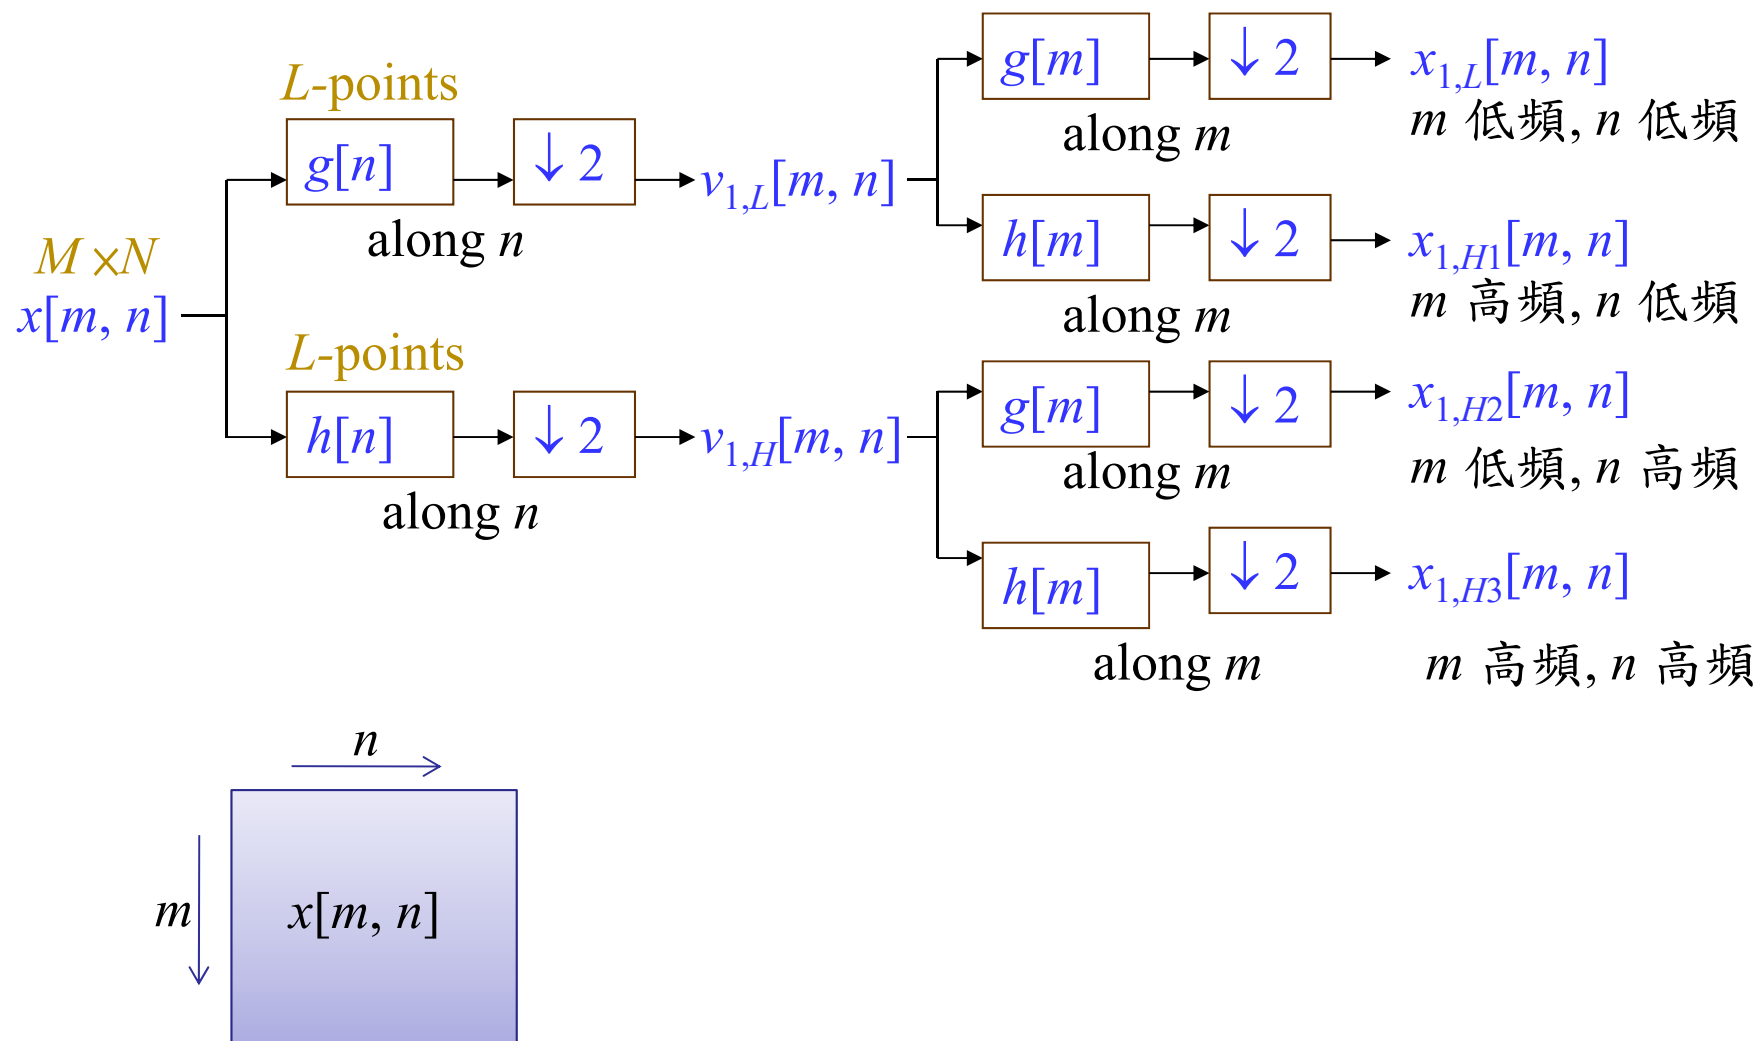 L-points
g[n]
↓2
along n
v1,L[m, n]
g[m]
↓2
along m
x1,L[m, n]
m 低頻, n 低頻
h[m]
↓2
along m
x1,H1[m, n]
m 高頻, n 低頻
M×N
x[m, n]
L-points
h[n]
↓2
along n
v1,H[m, n]
g[m]
↓2
along m
x1,H2[m, n]
m 低頻, n 高頻
h[m]
↓2
along m
x1,H3[m, n]
m 高頻, n 高頻
n
m
x[m, n]